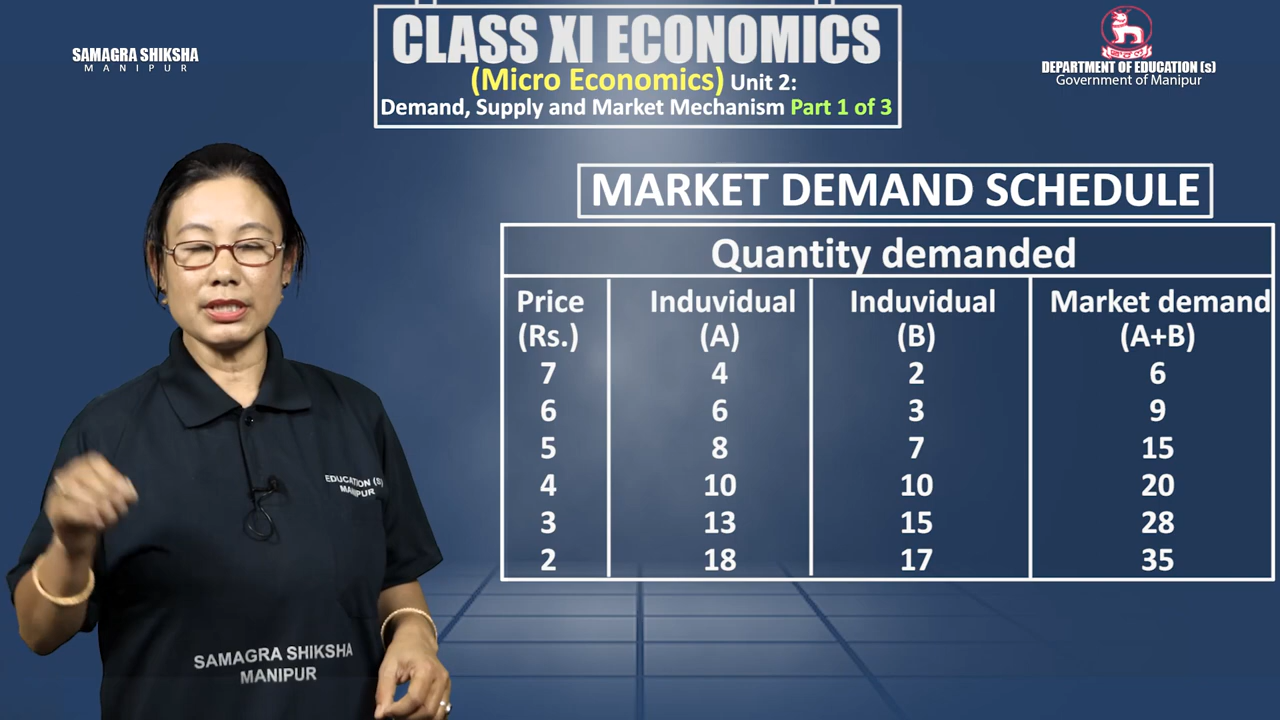 SAMAGRA SHIKSHA
MANIPUR
CLASS XI ECONOMICS
(Micro Economics) Unit 2:
Demand, Supply and Market Mechanism Part 1 of 3
DEPARTMENT OF EDUCATION (s)
Government of Manipur
MARKET DEMAND SCHEDULE
Quantity demanded
Price Induvidual Induvidual Market demand
(Rs.) (A) (B) (A+B)
7 4 2 6
6 6 3 9
5 8 7 15
4 10 10 20
3 13 15 28
2 18 17 35
EDUCATION (S)
MANIPUR
SAMAGRA SHIKSHA
MANIPUR